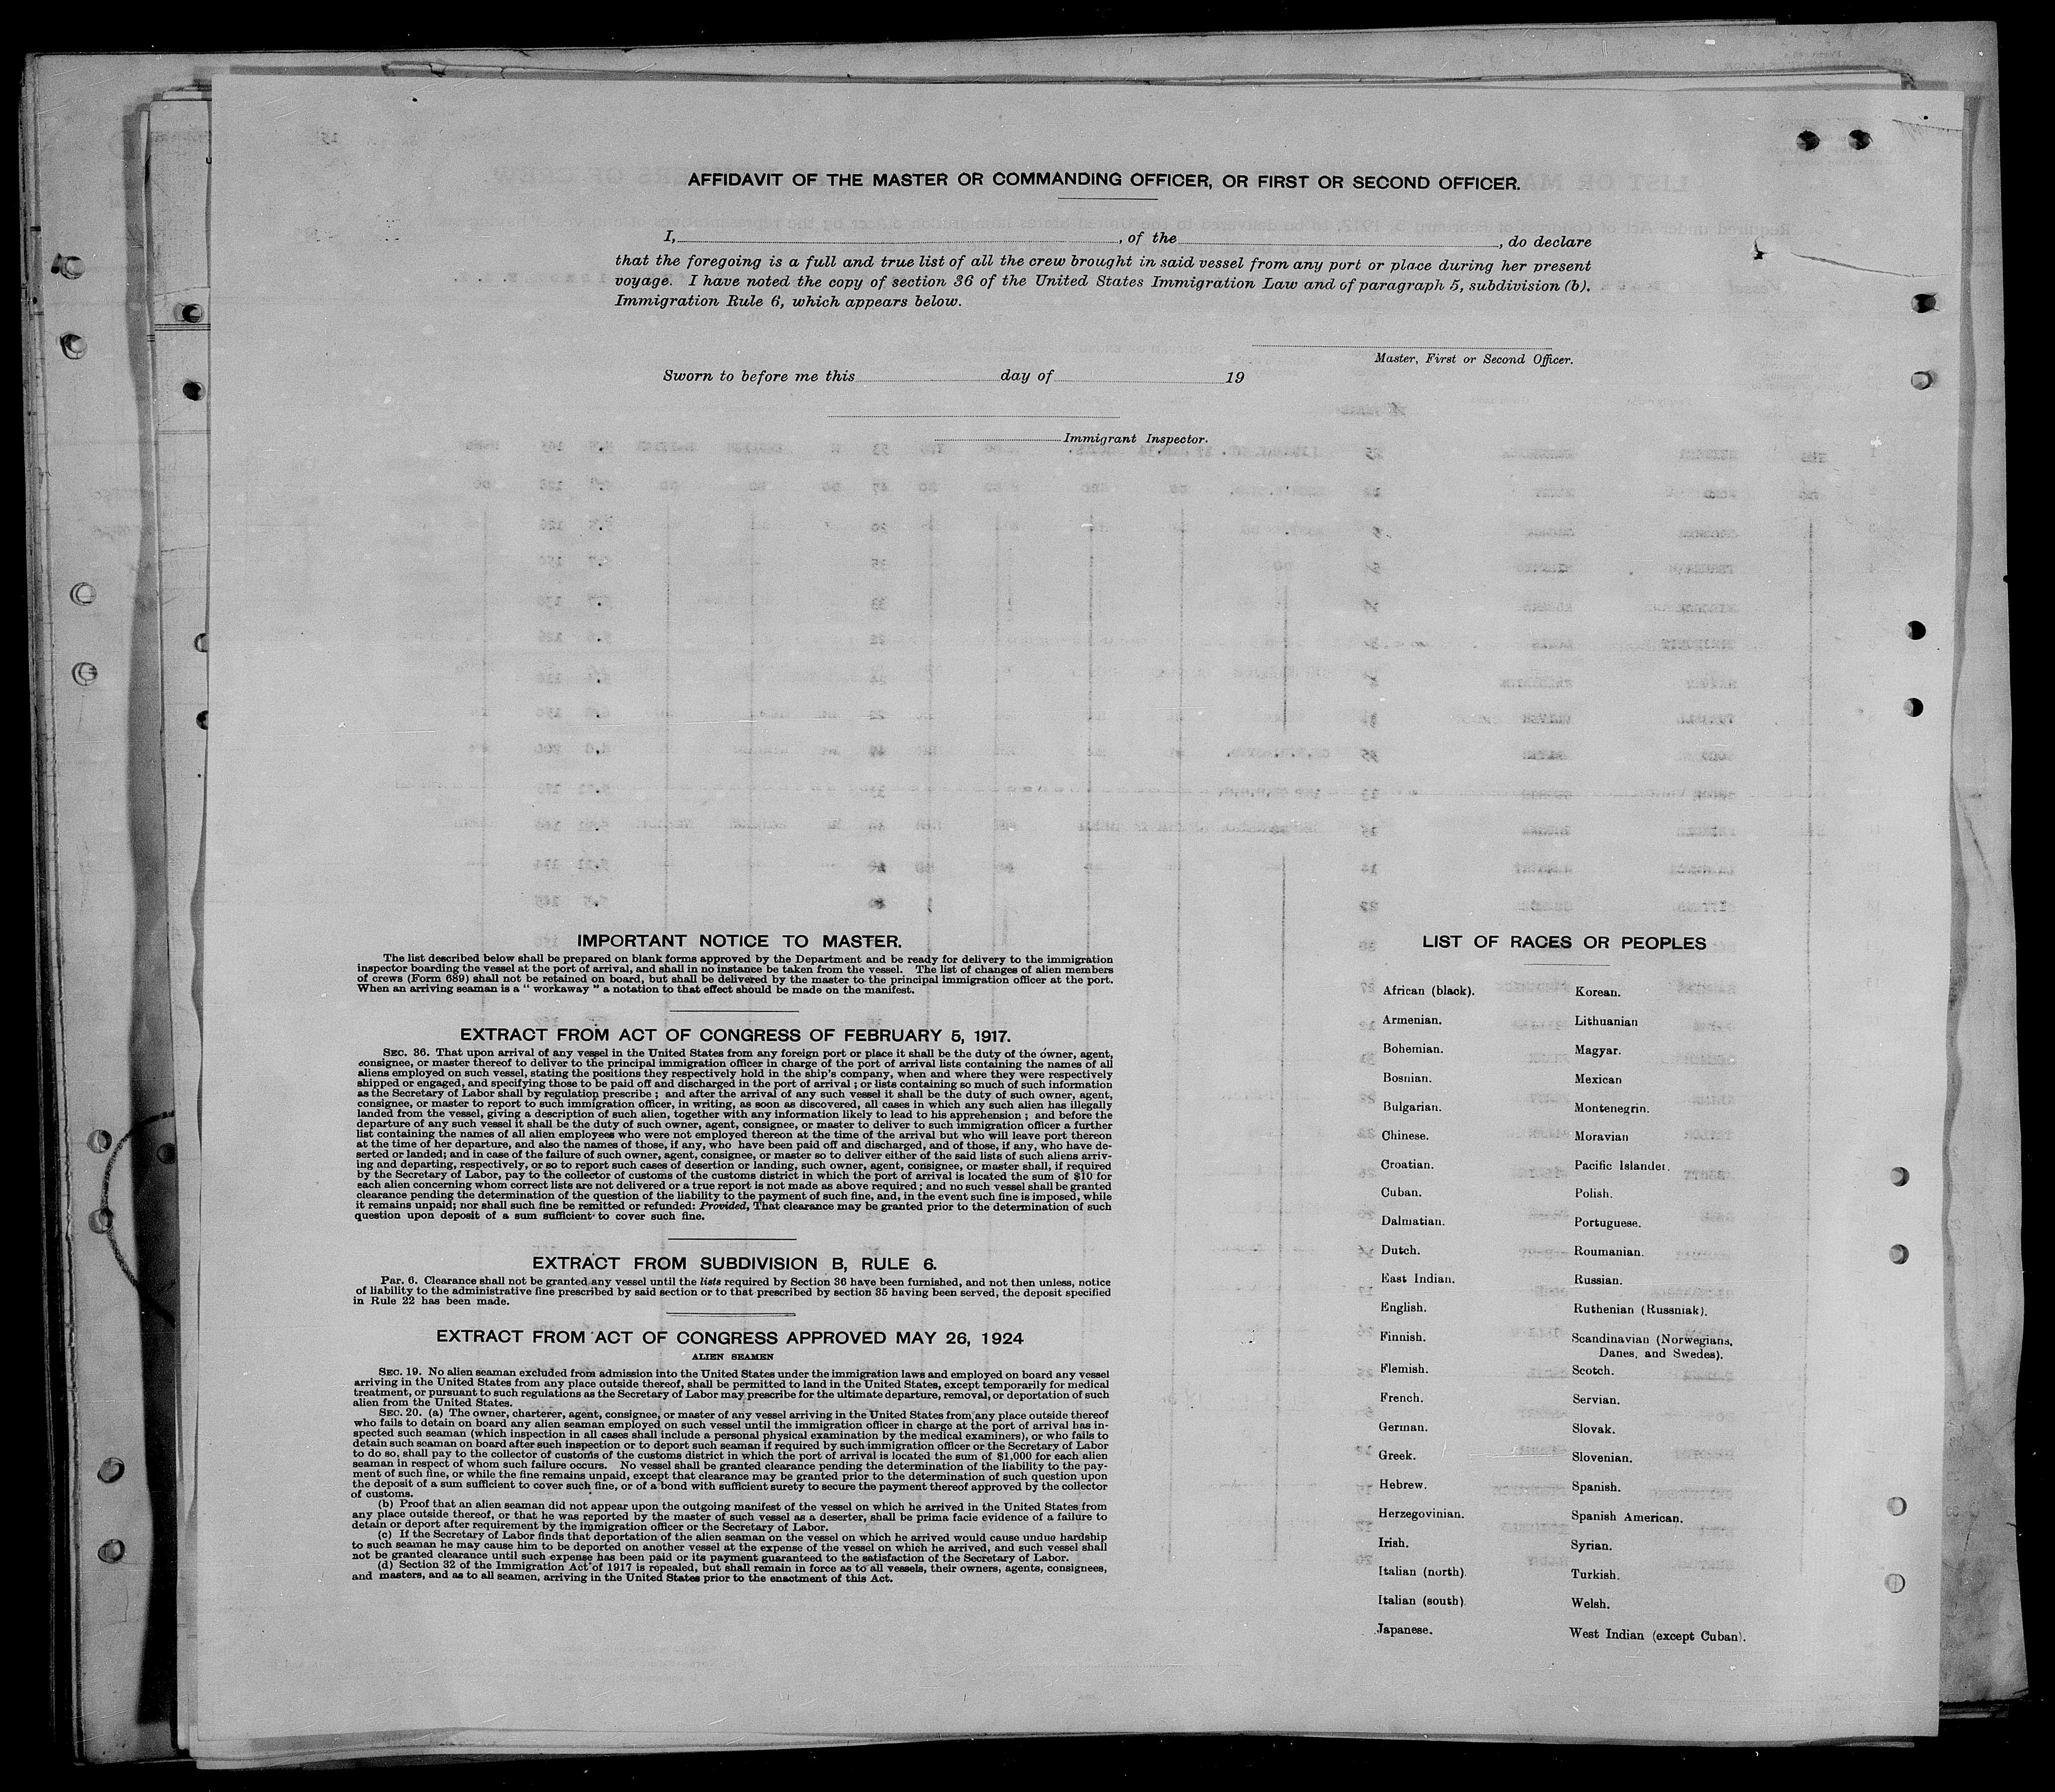 AFFIDAVIT OF THE MASTER OR COMMANDING OFFICER, OR FIRST OR SECOND OFFICER.
I, , of the , do declare
that the foregoing is a full and true list of all the crew brought in said vessel from any port or place during her present
voyage. I have noted the copy of section 36 of the United States Immigration Law and of paragraph 5, subdivision (b),
Immigration Rule 6, which appears below.
Master, First or Second Officer.
Sworn to before me this day of 19
Immigrant Inspector.
IMPORTANT NOTICE TO MASTER.
The list described below shall be prepared on blank forms approved by the Department and be ready for delivery to the immigration
inspector boarding the vessel at the port of arrival, and shall in no instance be taken from the vessel. The list of changes of alien members
of crews (Form 689) shall not be retained on board, but shall be delivered by the master to the principal immigration officer at the port.
When an arriving seaman is a "workaway" a notation to that effect should be made on the manifest.
EXTRACT FROM ACT OF CONGRESS OF FEBRUARY 5, 1917.
SEC. 36. That upon arrival of any vessel in the United States from any foreign port or place it shall be the duty of the owner, agent,
consignee, or master thereof to deliver to the principal immigration officer in charge of the port of arrival lists containing the names of all
aliens employed on such vessel, stating the positions they respectively hold in the ship's company, when and where they were respectively
shipped or engaged, and specifying those to be paid off and discharged in the port of arrival; or lists containing so much of such information
as the Secretary of Labor shall by regulation prescribe; and after the arrival of any such vessel it shall be the duty of such owner, agent,
consignee, or master to report to such immigration officer, in writing, as soon as discovered, all cases in which any such alien has illegally
landed from the vessel, giving a description of such alien, together with any information likely to lead to his apprehension; and before the
departure of any such vessel it shall be the duty of such owner, agent, consignee, or master to deliver to such immigration officer a further
list containing the names of all alien employees who were not employed thereon at the time of the arrival but who will leave port thereon
at the time of her departure, and also the names of those, if any, who have been paid off and discharged, and of those, if any, who have de-
serted or landed; and in case of the failure of such owner, agent, consignee, or master so to deliver either of the said lists of such aliens arriv-
ing and departing, respectively, or so to report such cases of desertion or landing, such owner, agent, consignee, or master shall, if required
by the Secretary of Labor, pay to the collector of customs of the customs district in which the port of arrival is located the sum of $10 for
each alien concerning whom correct lists are not delivered or a true report is not made as above required; and no such vessel shall be granted
clearance pending the determination of the question of the liability to the payment of such fine, and, in the event such fine is imposed, while
it remains unpaid; nor shall such fine be remitted or refunded: Provided, That clearance may be granted prior to the determination of such
question upon deposit of a sum sufficient to cover such fine.
EXTRACT FROM SUBDIVISION B, RULE 6.
Par. 6. Clearance shall not be granted any vessel until the lists required by Section 36 have been furnished, and not then unless, notice
of liability to the administrative fine prescribed by said section or to that prescribed by section 35 having been served, the deposit specified
in Rule 22 has been made.
EXTRACT FROM ACT OF CONGRESS APPROVED MAY 26, 1924
ALIEN SEAMEN
SEC. 19. No alien seaman excluded from admission into the United States under the immigration laws and employed on board any vessel
arriving in the United States from any place outside thereof, shall be permitted to land in the United States, except temporarily for medical
treatment, or pursuant to such regulations as the Secretary of Labor may prescribe for the ultimate departure, removal, or deportation of such
alien from the United States.
SEC. 20. (a) The owner, charterer, agent, consignee, or master of any vessel arriving in the United States from any place outside thereof
who fails to detain on board any alien seaman employed on such vessel until the immigration officer in charge at the port of arrival has in-
spected such seaman (which inspection in all cases shall include a personal physical examination by the medical examiners), or who fails to
detain such seaman on board after such inspection or to deport such seaman if required by such immigration officer or the Secretary of Labor
to do so, shall pay to the collector of customs of the customs district in which the port of arrival is located the sum of $1,000 for each alien
seaman in respect of whom such failure occurs. No vessel shall be granted clearance pending the determination of the liability to the pay-
ment of such fine, or while the fine remains unpaid, except that clearance may be granted prior to the determination of such question upon
the deposit of a sum sufficient to cover such fine, or of a bond with sufficient surety to secure the payment thereof approved by the collector
of customs.
(b) Proof that an alien seaman did not appear upon the outgoing manifest of the vessel on which he arrived in the United States from
any place outside thereof, or that he was reported by the master of such vessel as a deserter, shall be prima facie evidence of a failure to
detain or deport after requirement by the immigration officer or the Secretary of Labor.
(c) If the Secretary of Labor finds that deportation of the alien seaman on the vessel on which he arrived would cause undue hardship
to such seaman he may cause him to be deported on another vessel at the expense of the vessel on which he arrived, and such vessel shall
not be granted clearance until such expense has been paid or its payment guaranteed to the satisfaction of the Secretary of Labor.
(d) Section 32 of the Immigration Act of 1917 is repealed, but shall remain in force as to all vessels, their owners, agents, consignees,
and masters, and as to all seamen, arriving in the United States prior to the enactment of this Act.
LIST OF RACES OR PEOPLES
African (black).
Armenian.
Bohemian.
Bosnian.
Bulgarian.
Chinese.
Croatian.
Cuban.
Dalmatian.
Dutch.
East Indian.
English.
Finnish.
Flemish.
French.
German.
Greek.
Hebrew.
Herzegovinian.
Irish.
Italian (north)
Italian (south)
Japanese.
Korean.
Lithuanian
Magyar.
Mexican
Montenegrin.
Moravian
Pacific Islander.
Polish.
Portuguese.
Roumanian.
Russian.
Ruthenian (Russniak).
Scandinavian (Norwegians,
Danes, and Swedes).
Scotch.
Servian.
Slovak.
Slovenian.
Spanish.
Spanish American.
Syrian.
Turkish.
Welsh.
West Indian (except Cuban).